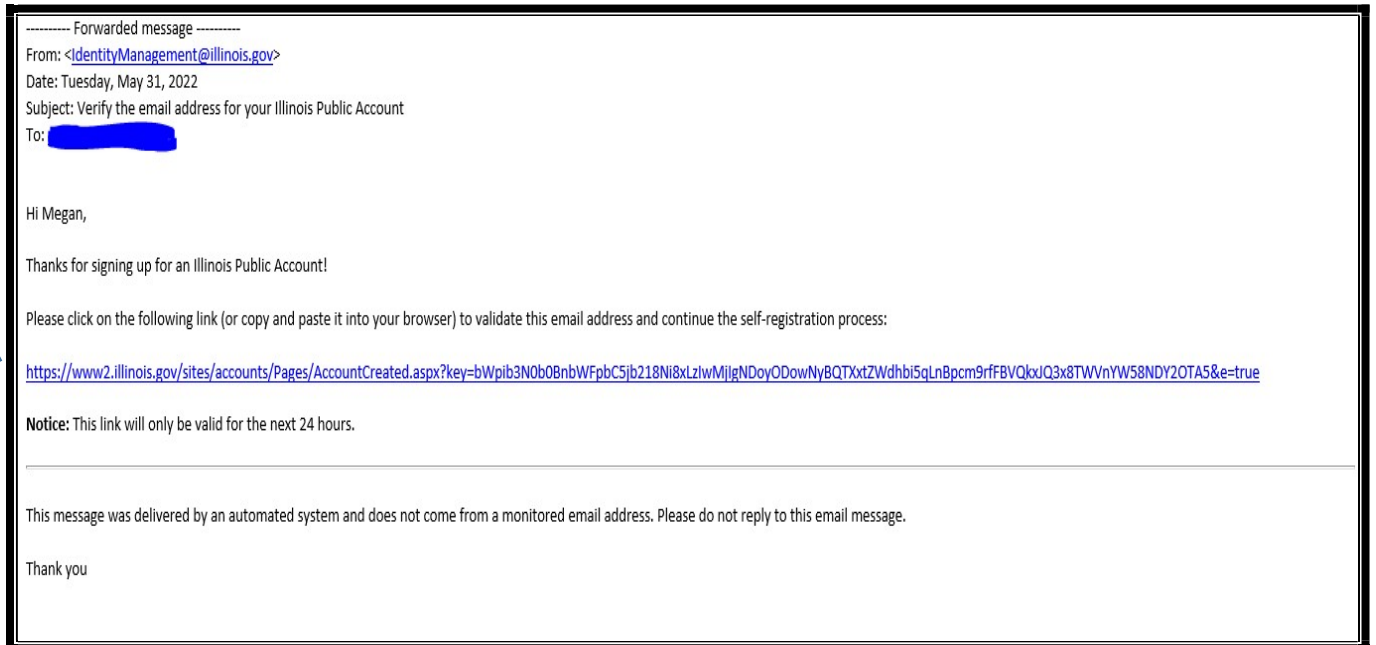 ---------- Forwarded message ----------
From: <IdentityManagement@illinois.gov>
Date: Tuesday, May 31, 2022
Subject: Verify the email address for your Illinois Public Account
To:
Hi Megan,
Thanks for signing up for an Illinois Public Account!
Please click on the following link (or copy and paste it into your browser) to validate this email address and continue the self-registration process:
https://www2.illinois.gov/sites/accounts/Pages/AccountCreated.aspx?key=bWpib3N0b0BnbWFpbC5jb218Ni8xLzIwMjIgNDoyODowNyBQTXxtZWdhbi5qLnBpcm9rfFBVQkxJQ3x8TWVnYW58NDY2OTA5&e=true
Notice: This link will only be valid for the next 24 hours.
This message was delivered by an automated system and does not come from a monitored email address. Please do not reply to this email message.
Thank you